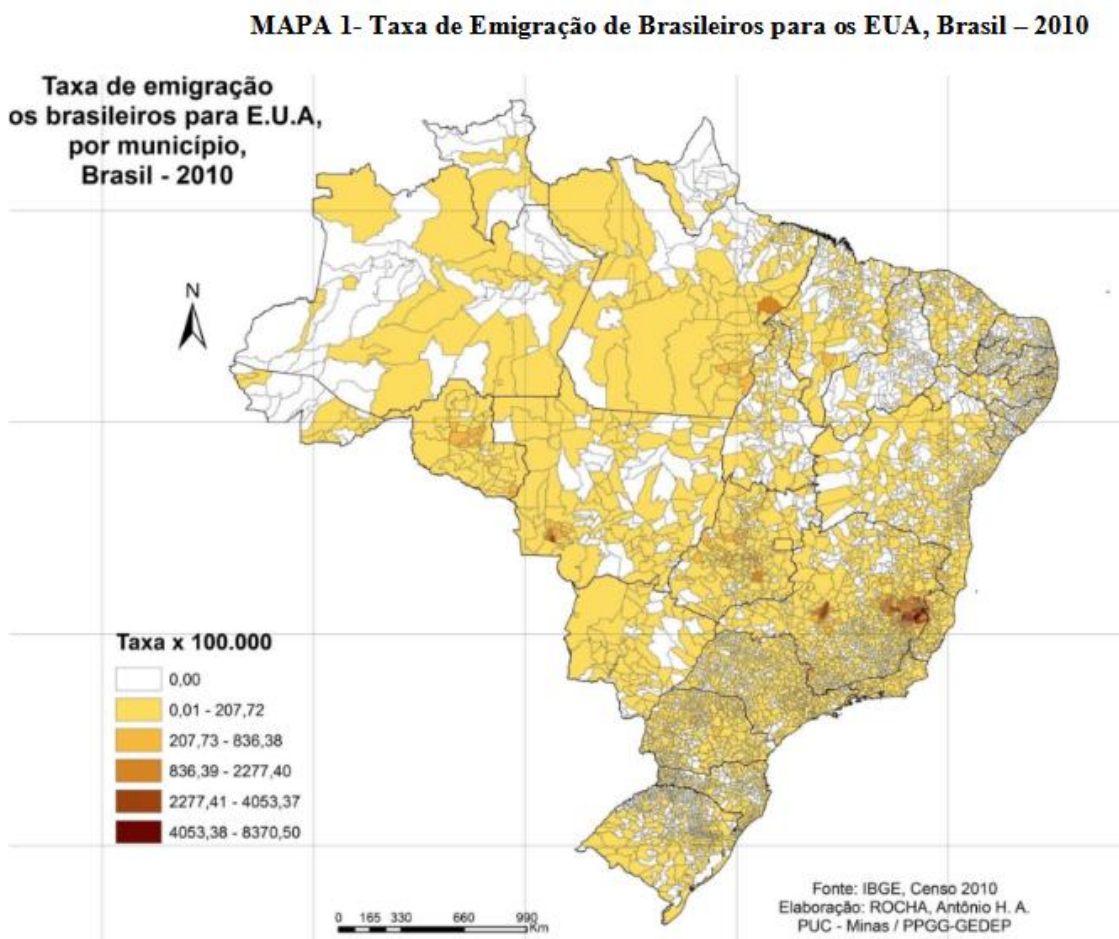 MAPA 1- Taxa de Emigração de Brasileiros para os EUA, Brasil – 2010
Taxa de emigração
os brasileiros para E.U.A,
por município,
Brasil - 2010
N
Taxa x 100.000
0,00
0,01 - 207,72
207,73 - 836,38
836,39 - 2277,40
2277,41 - 4053,37
4053,38 - 8370,50
0 165 330 660 990
Km
Fonte: IBGE, Censo 2010
Elaboração: ROCHA, Antônio H. A.
PUC - Minas / PPGG-GEDEP